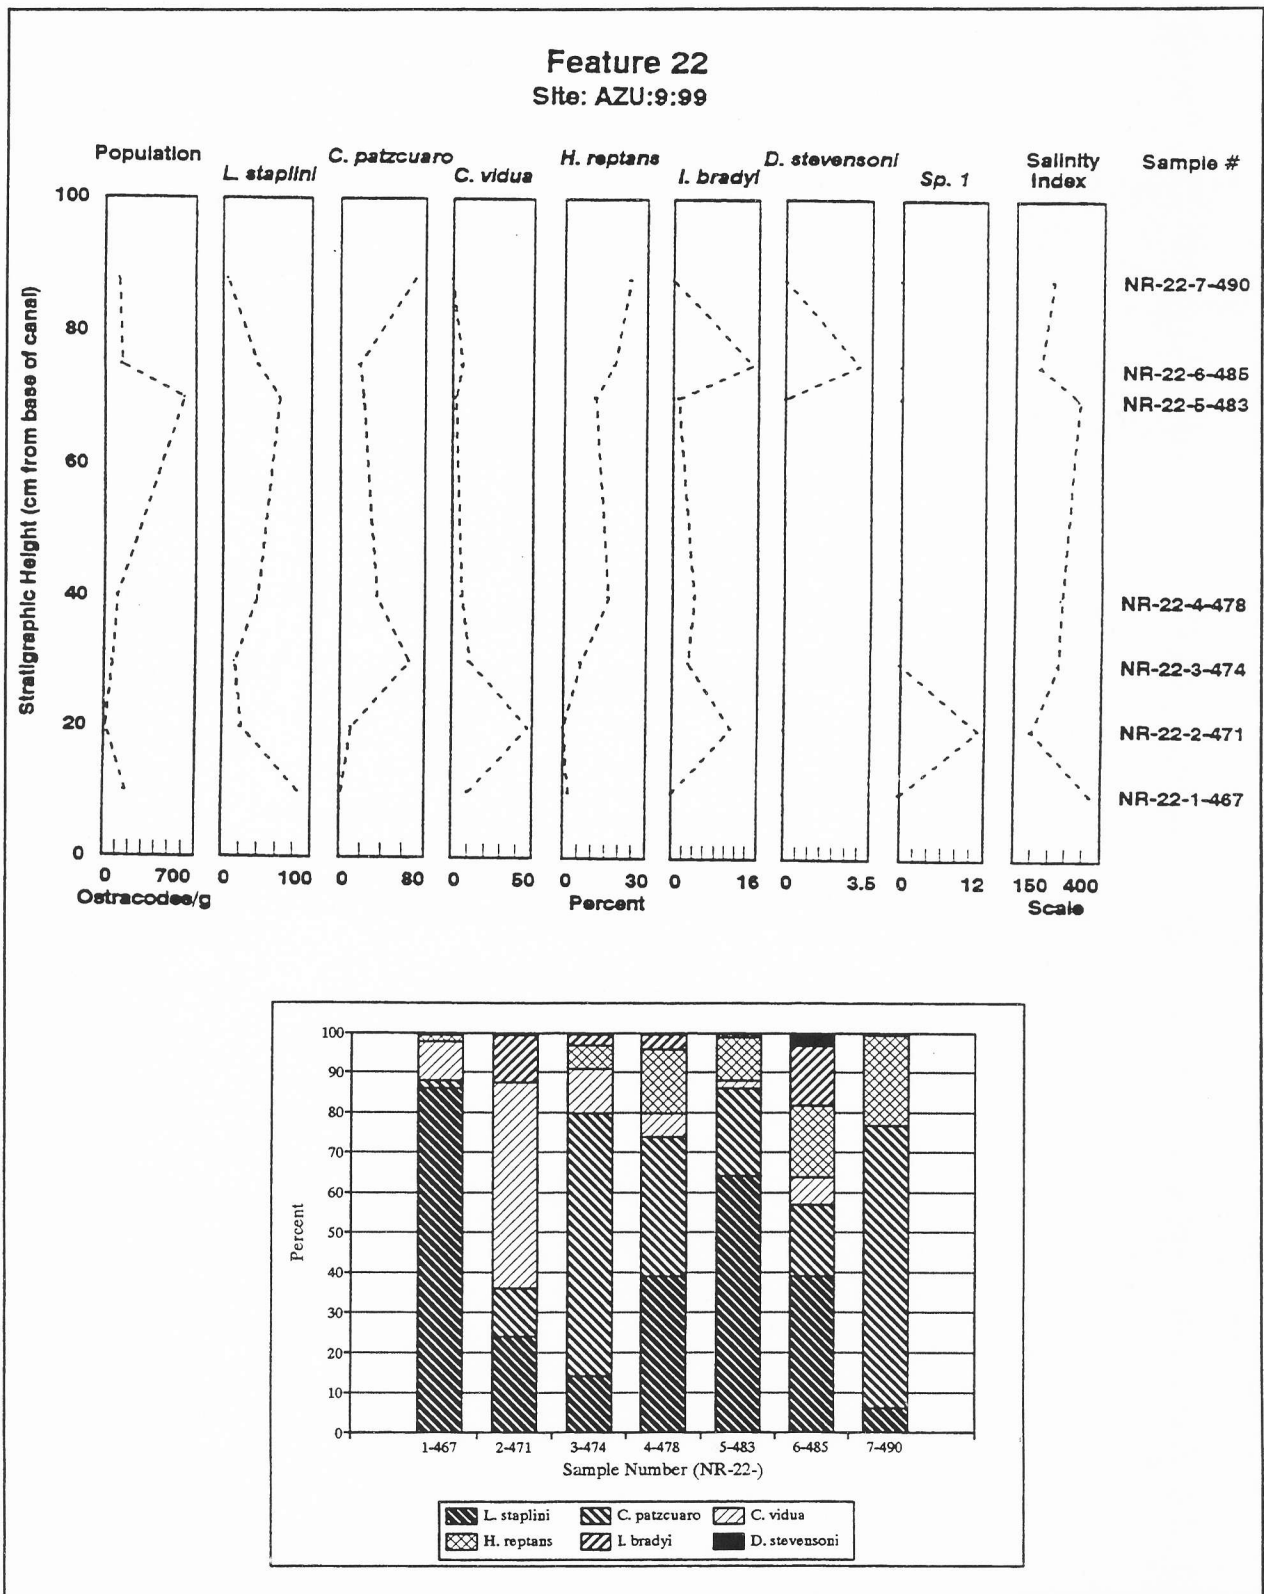 Feature 22
Site: AZU:9:99
Population
L. staplini
C. patzcuaro
C. vidua
H. reptans
I. bradyi
D. stevensoni
Sp. 1
Salinity
Index
Sample #
Stratigraphic Height (cm from base of canal)
100
80
60
40
20
0
NR-22-7-490
NR-22-6-485
NR-22-5-483
NR-22-4-478
NR-22-3-474
NR-22-2-471
NR-22-1-467
0 700 0 100 0 80 0 50 0 30 0 16 0 3.5 0 12 150 400
Ostracodes/g Percent Scale
Percent
100
90
80
70
60
50
40
30
20
10
0
1-467 2-471 3-474 4-478 5-483 6-485 7-490
Sample Number (NR-22-)
L. staplini C. patzcuaro C. vidua
H. reptans I. bradyi D. stevensoni